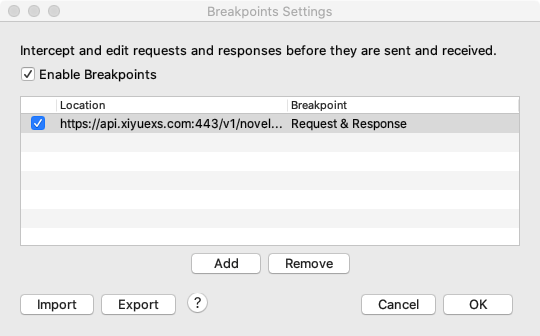 Breakpoints Settings
Intercept and edit requests and responses before they are sent and received.
Enable Breakpoints
Location Breakpoint
https://api.xiyuexs.com:443/v1/novel... Request & Response
Add Remove
Import Export ? Cancel OK